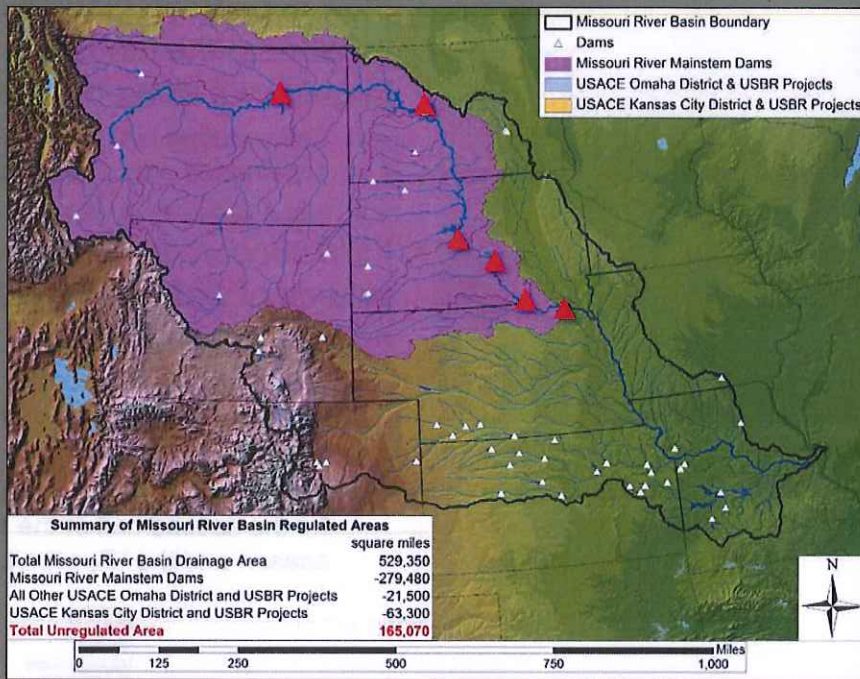 Missouri River Basin Boundary
Dams
Missouri River Mainstem Dams
USACE Omaha District & USBR Projects
USACE Kansas City District & USBR Projects
Summary of Missouri River Basin Regulated Areas
square miles
Total Missouri River Basin Drainage Area 529,350
Missouri River Mainstem Dams -279,480
All Other USACE Omaha District and USBR Projects -21,500
USACE Kansas City District and USBR Projects -63,300
Total Unregulated Area 165,070
N
Miles
0 125 250 500 750 1,000